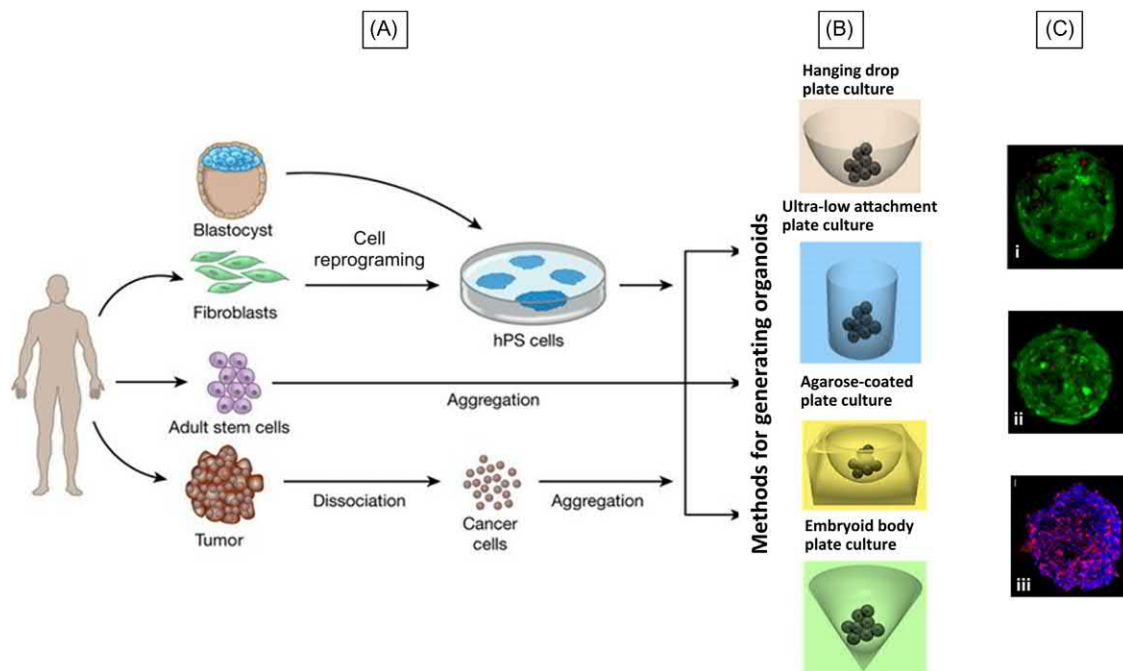 (A)
Blastocyst
Cell
reprograming
Fibroblasts
hPS cells
Adult stem cells
Aggregation
Tumor
Dissociation
Cancer
cells
Aggregation
Methods for generating organoids
(B)
Hanging drop
plate culture
Ultra-low attachment
plate culture
Agarose-coated
plate culture
Embryoid body
plate culture
(C)
i
ii
iii